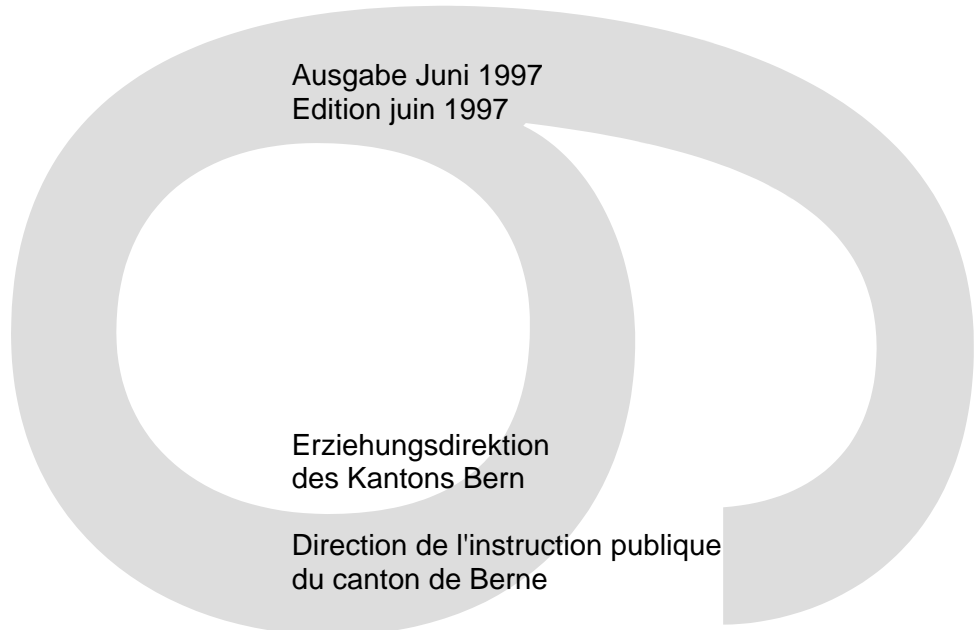 Ausgabe Juni 1997
Edition juin 1997
Erziehungsdirektion
des Kantons Bern
Direction de l'instruction publique
du canton de Berne